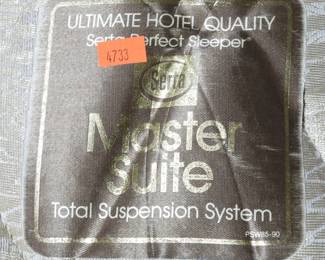 ULTIMATE HOTEL QUALITY
Serta Perfect Sleeper
4733
Serta
Master
Suite
Total Suspension System
PSW85-90